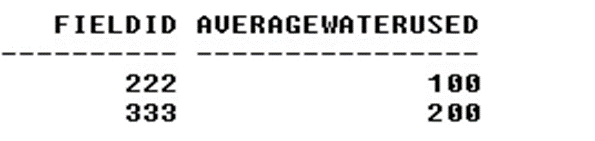 FIELDID AVERAGEWATERUSED
---------- ----------------
222 100
333 200